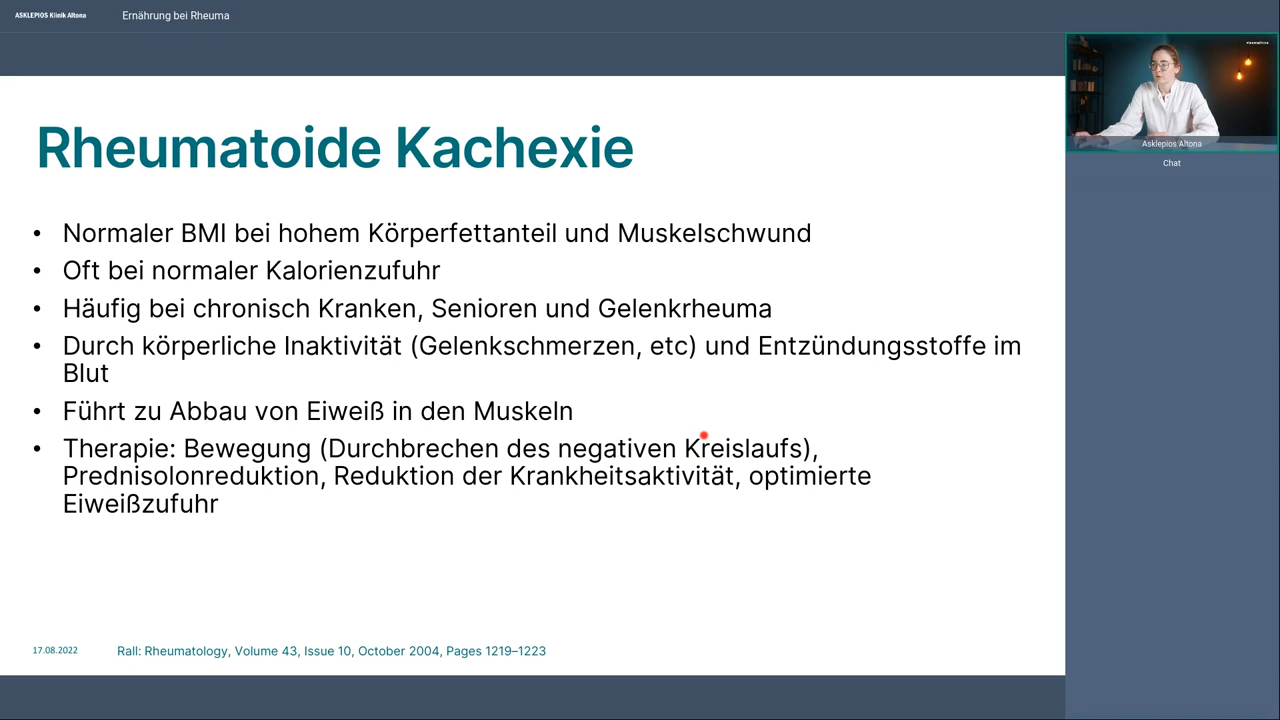 ASKLEPIOS Klinik Altona
Ernährung bei Rheuma
Rheumatoide Kachexie
• Normaler BMI bei hohem Körperfettanteil und Muskelschwund
• Oft bei normaler Kalorienzufuhr
• Häufig bei chronisch Kranken, Senioren und Gelenkrheuma
• Durch körperliche Inaktivität (Gelenkschmerzen, etc) und Entzündungsstoffe im
Blut
• Führt zu Abbau von Eiweiß in den Muskeln
• Therapie: Bewegung (Durchbrechen des negativen Kreislaufs),
Prednisolonreduktion, Reduktion der Krankheitsaktivität, optimierte
Eiweißzufuhr
17.08.2022
Rall: Rheumatology, Volume 43, Issue 10, October 2004, Pages 1219–1223
Asklepios Altona
Chat